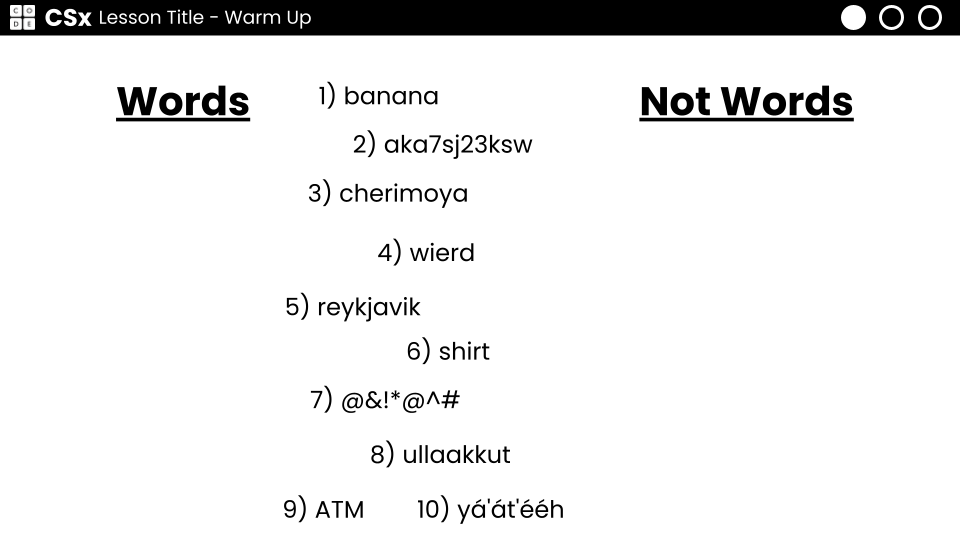 CODE CSx Lesson Title - Warm Up
Words
Not Words
1) banana
2) aka7sj23ksw
3) cherimoya
4) wierd
5) reykjavik
6) shirt
7) @&!*@^#
8) ullaakkut
9) ATM
10) yá'át'ééh